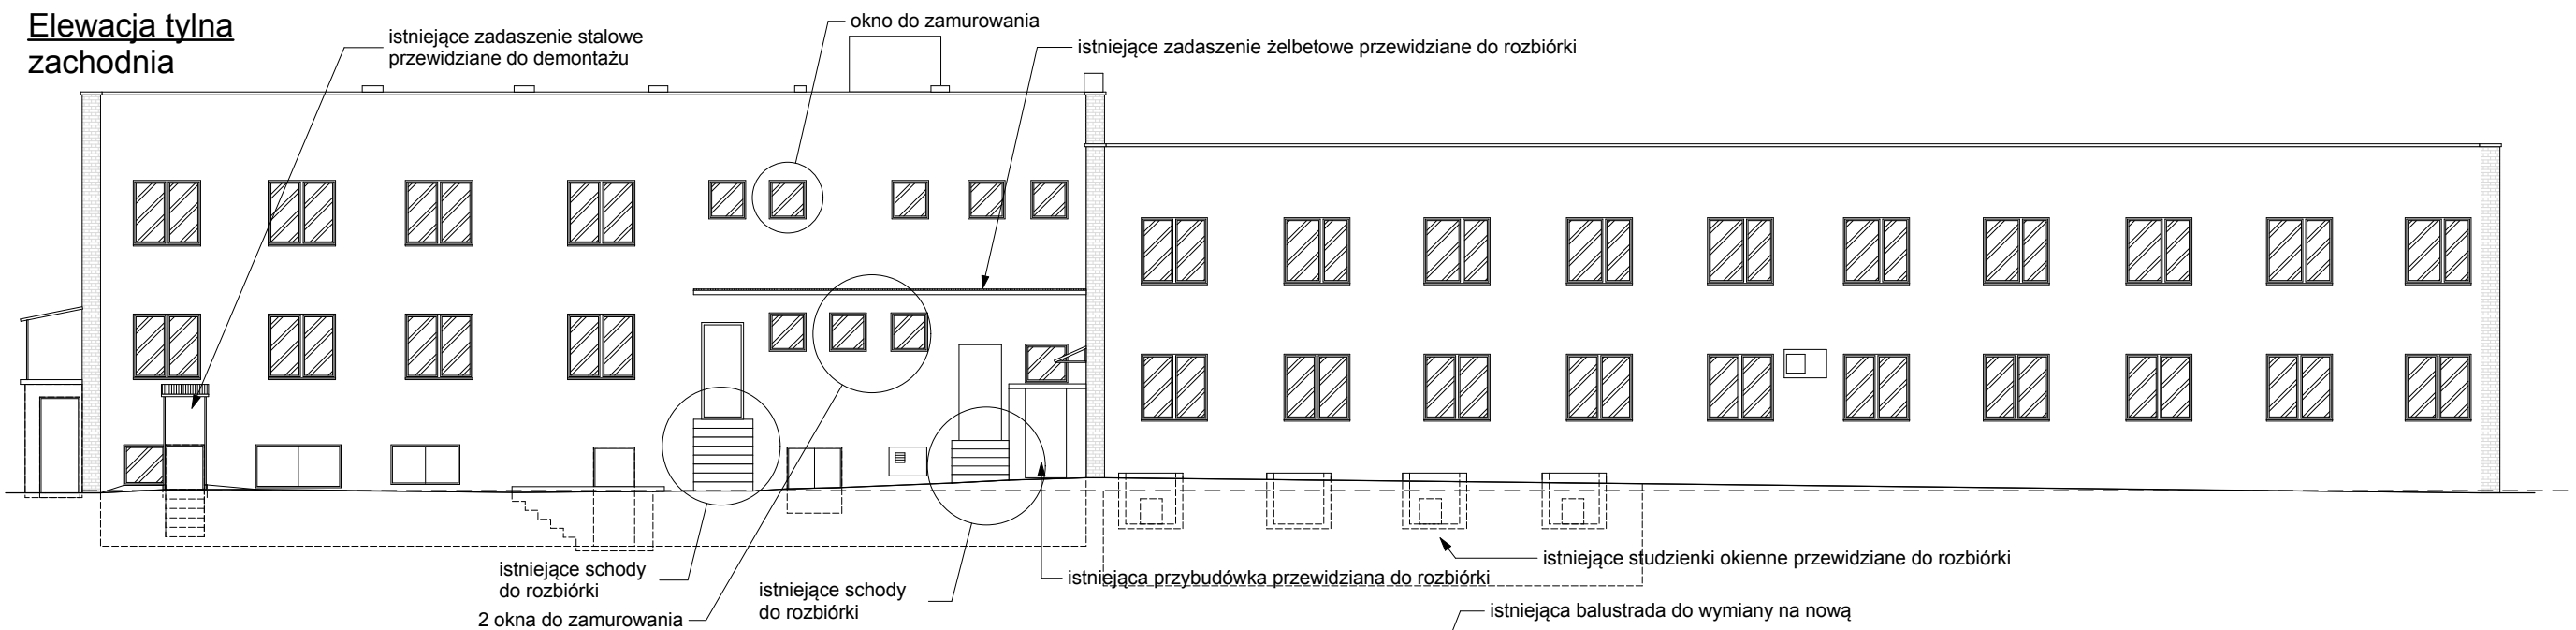 Elewacja tylna
zachodnia
istniejące zadaszenie stalowe
przewidziane do demontażu
okno do zamurowania
istniejące zadaszenie żelbetowe przewidziane do rozbiórki
istniejące schody
do rozbiórki
2 okna do zamurowania
istniejące schody
do rozbiórki
istniejąca przybudówka przewidziana do rozbiórki
istniejące studzienki okienne przewidziane do rozbiórki
istniejąca balustrada do wymiany na nową